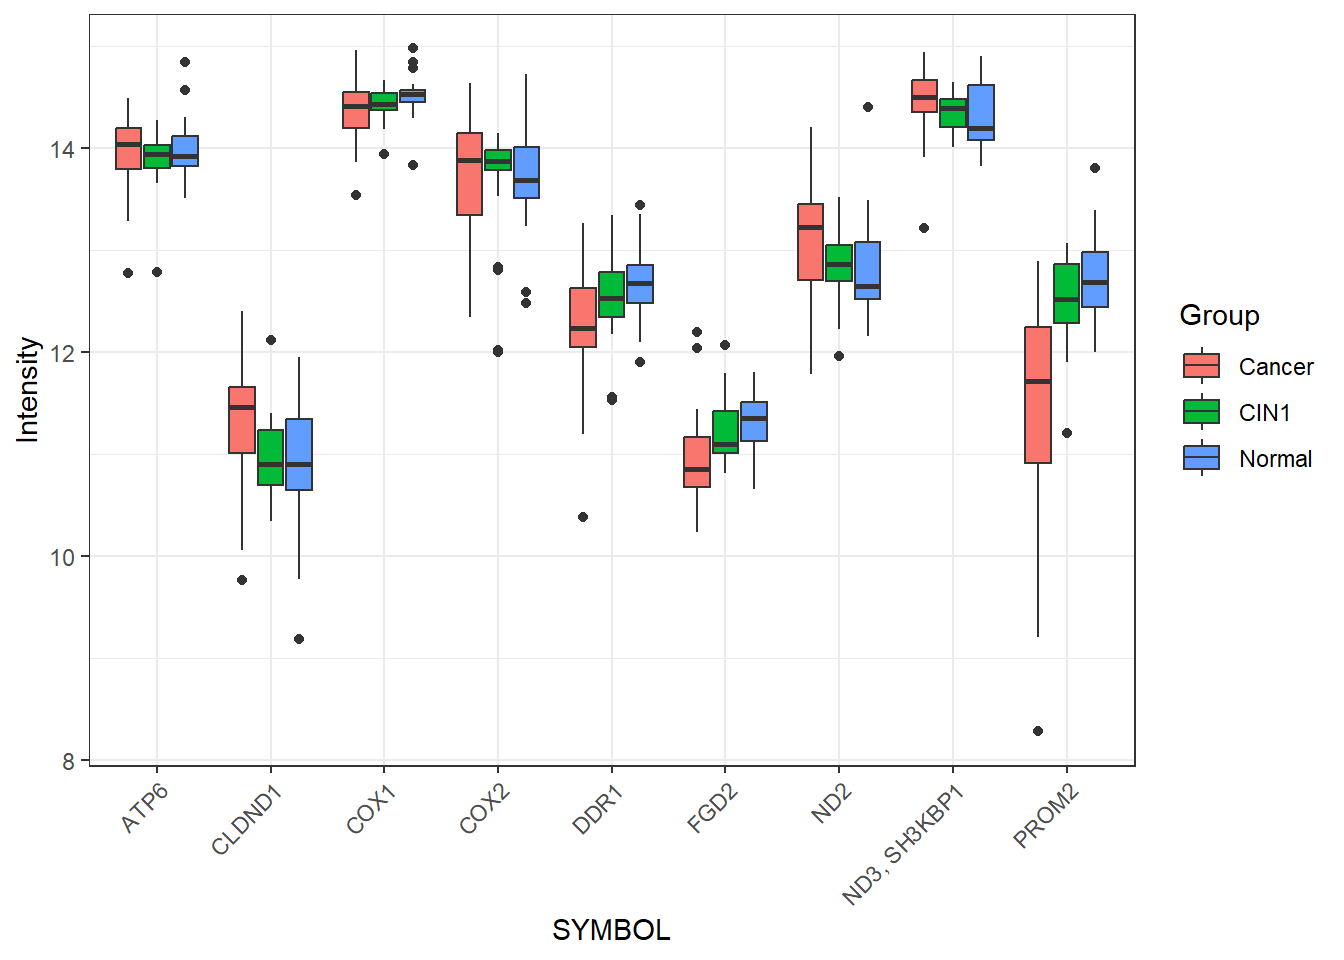 Intensity
14
12
10
8
ATP6
CLDND1
COX1
COX2
DDR1
FGD2
ND2
ND3, SH3KBP1
PROM2
SYMBOL
Group
Cancer
CIN1
Normal